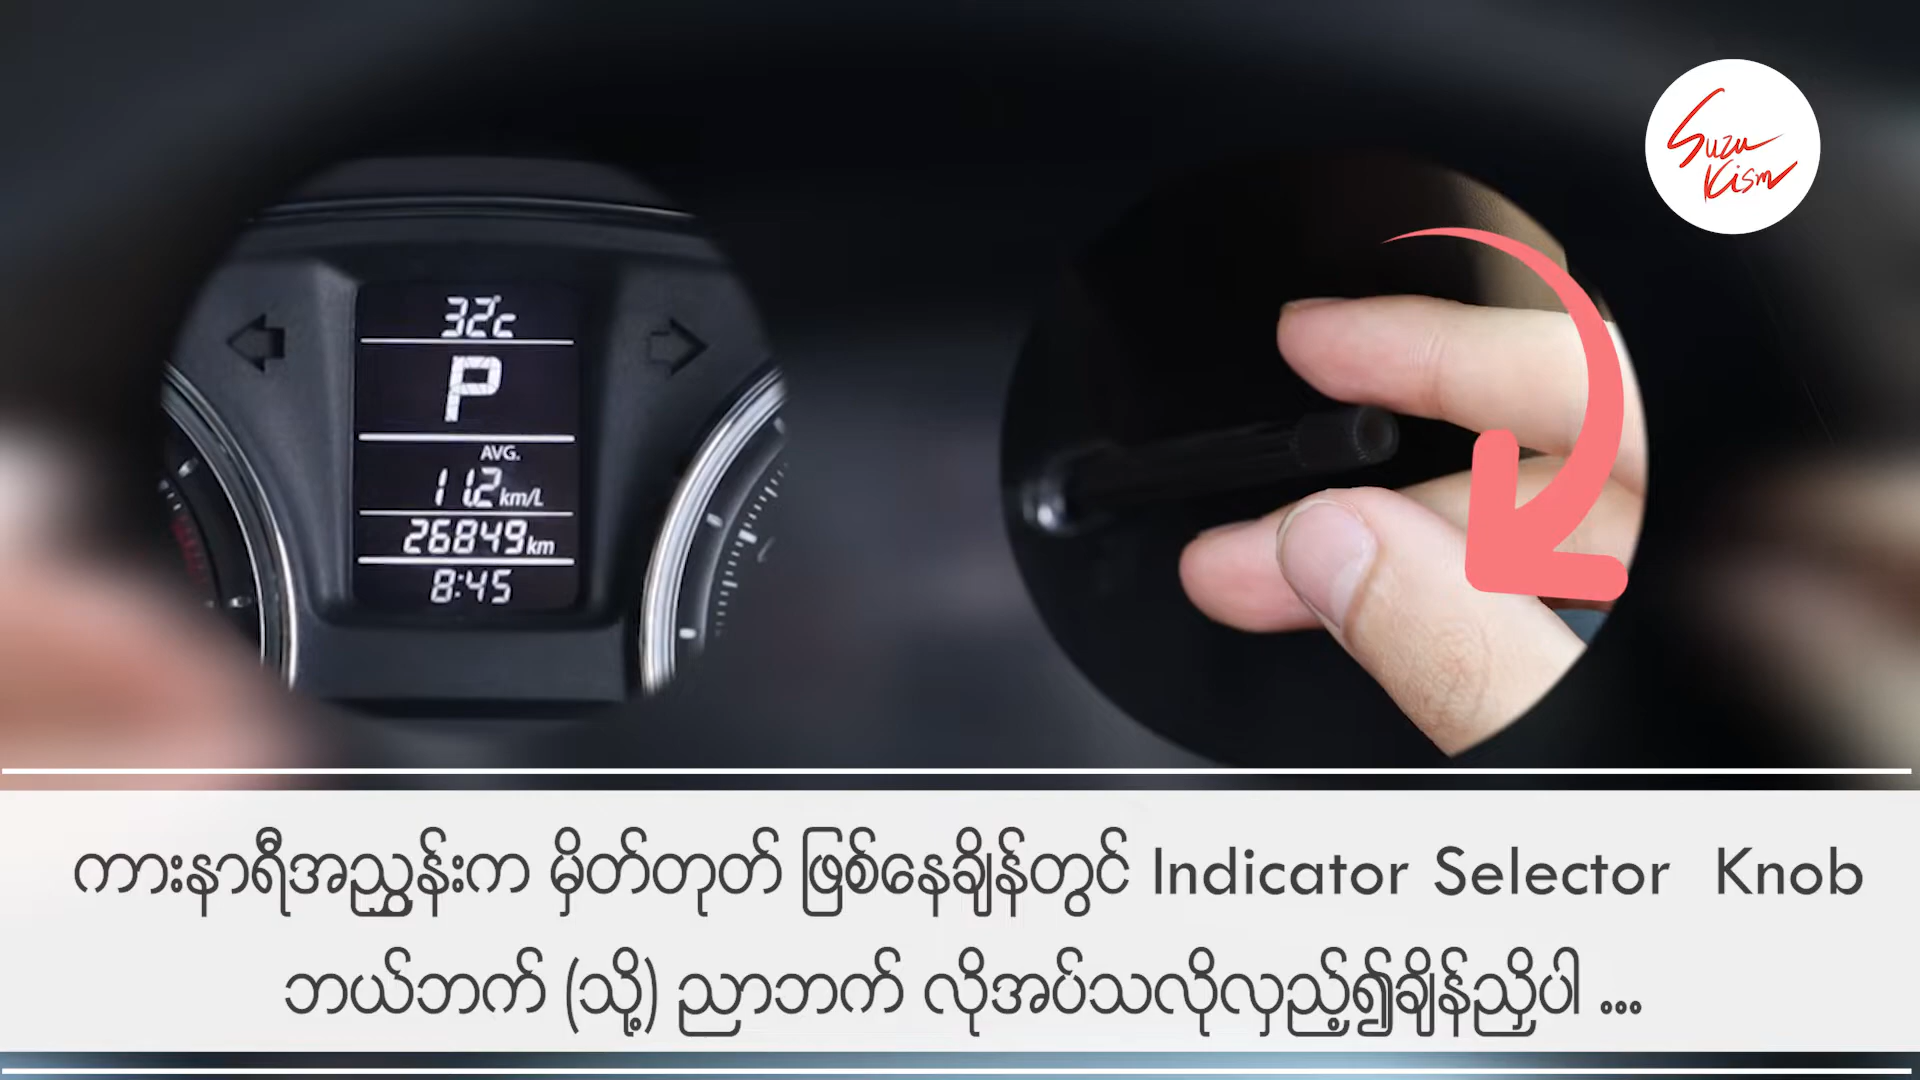 Suzu
Kism
32°c
P
AVG.
11.2 km/L
26849 km
8:45
ကားနာရီအညွှန်းက မှိတ်တုတ် ဖြစ်နေချိန်တွင် Indicator Selector Knob
ဘယ်ဘက် (သို့) ညာဘက် လိုအပ်သလိုလှည့်၍ချိန်ညှိပါ ...